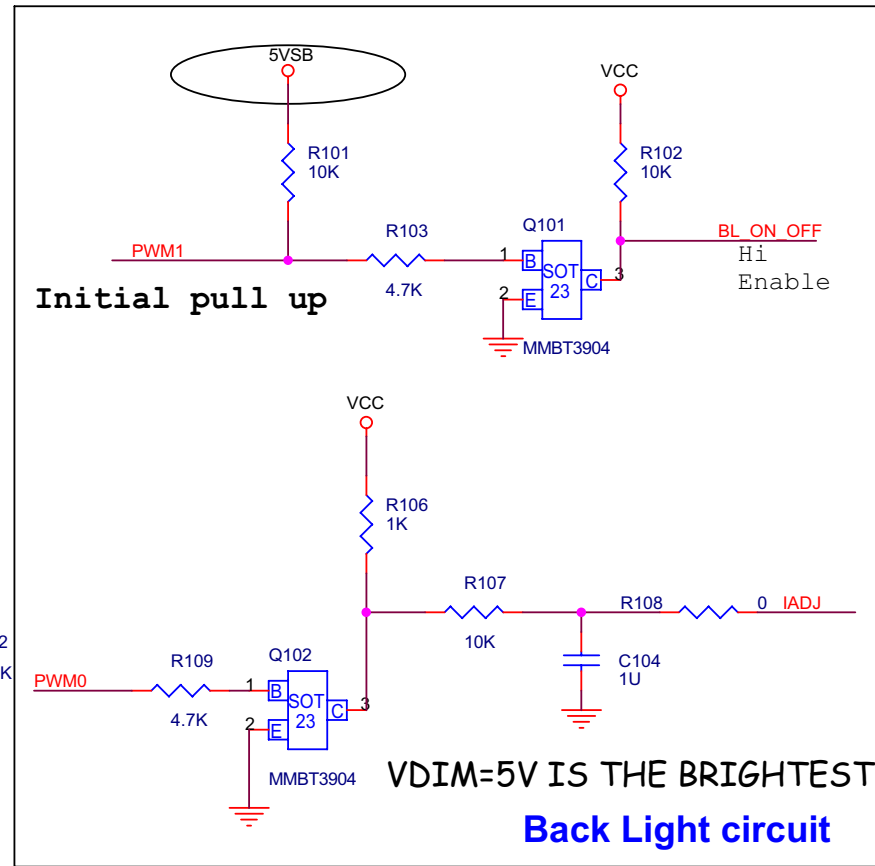 5VSB
VCC
R101
10K
R102
10K
PWM1
R103
4.7K
Q101
1
B
SOT
23
C
3
2
E
MMBT3904
BL_ON_OFF
Hi
Enable
Initial pull up
VCC
R106
1K
R107
10K
R108
0
IADJ
C104
1U
2
K
PWM0
R109
4.7K
Q102
1
B
SOT
23
C
3
2
E
MMBT3904
VDIM=5V IS THE BRIGHTEST
Back Light circuit